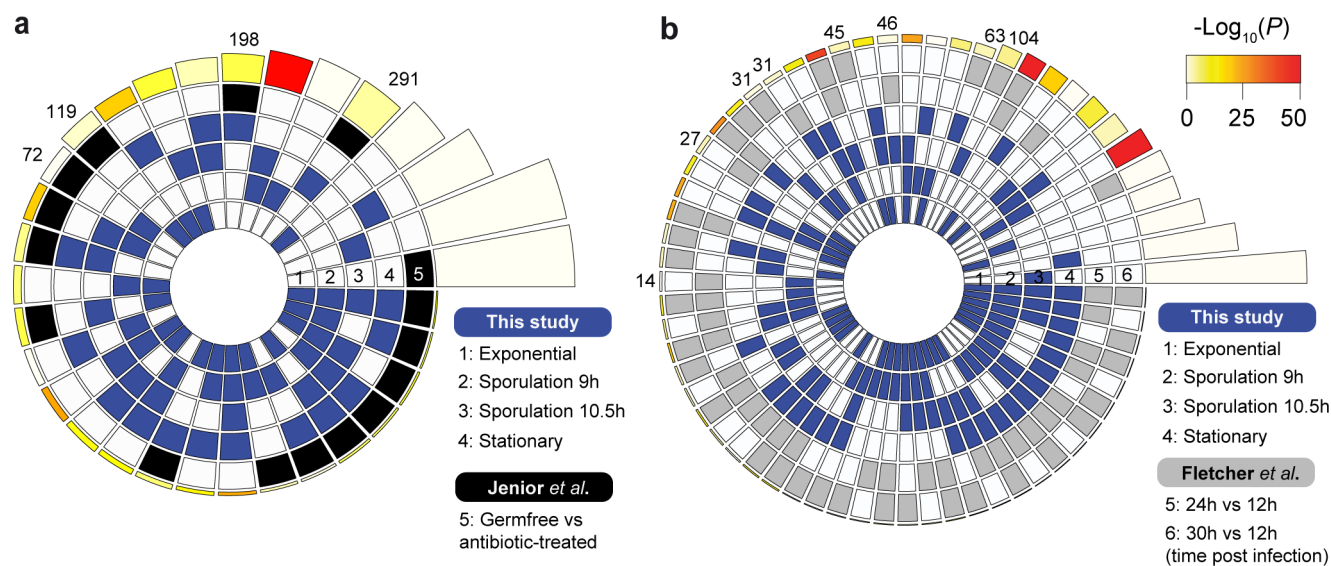 a
198
291
119
72
1 2 3 4 5
This study
1: Exponential
2: Sporulation 9h
3: Sporulation 10.5h
4: Stationary
Jenior et al.
5: Germfree vs
antibiotic-treated
b
45
46
63
104
31
31
27
14
1 2 3 4 5 6
-Log10(P)
0 25 50
This study
1: Exponential
2: Sporulation 9h
3: Sporulation 10.5h
4: Stationary
Fletcher et al.
5: 24h vs 12h
6: 30h vs 12h
(time post infection)